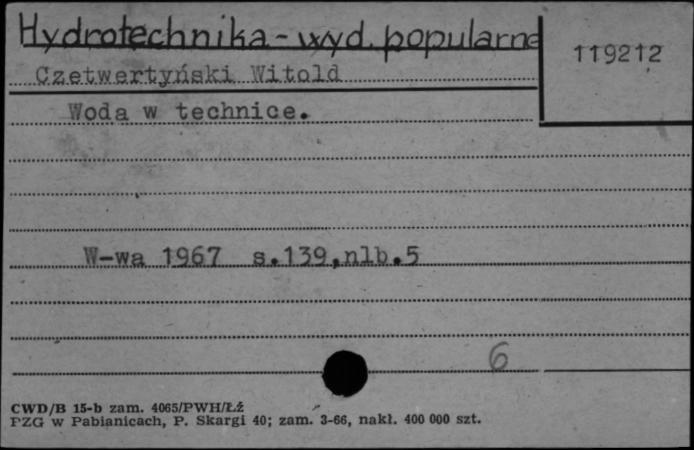 Hydrotechnika - wyd. popularne
119212
Czetwertyński Witold
Woda w technice.
W-wa 1967 s.139,nlb.5
6
CWD/B 15-b zam. 4065/PWH/Łź
PZG w Pabianicach, P. Skargi 40; zam. 3-66, nakł. 400 000 szt.